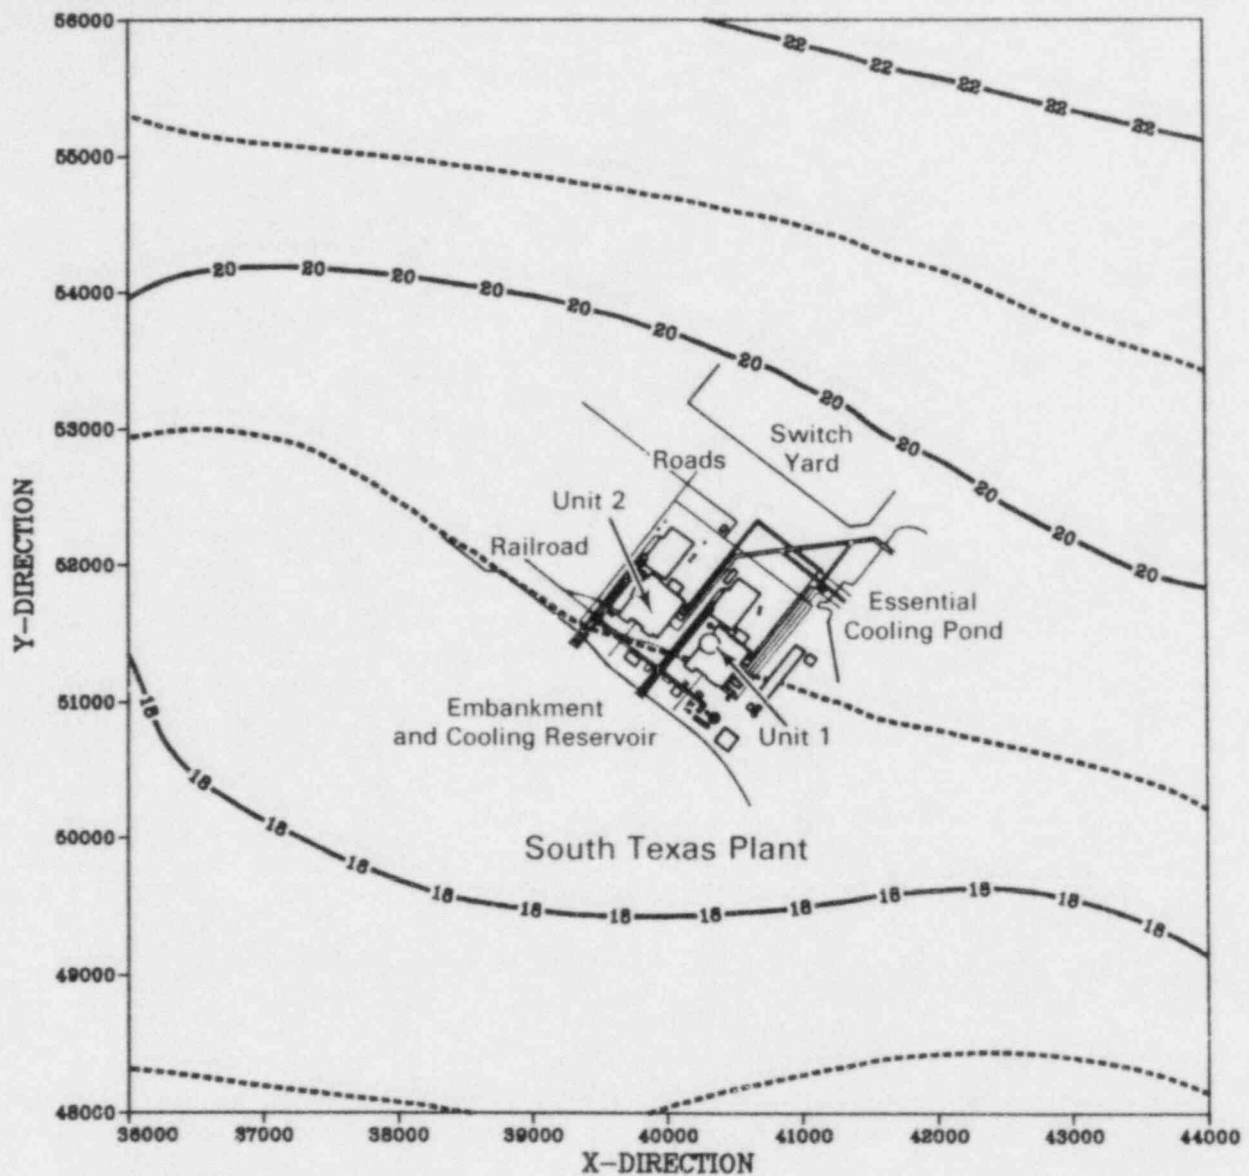 56000
55000
54000
53000
52000
51000
50000
49000
48000
Y-DIRECTION
22 22 22 22 22
20 20 20 20 20 20 20 20 20 20 20 20
Switch
Yard
Roads
Unit 2
Railroad
Essential
Cooling Pond
Embankment
and Cooling Reservoir
Unit 1
18 18 18 18 18 18 18 18 18 18 18 18 18
South Texas Plant
36000 37000 38000 39000 40000 41000 42000 43000 44000
X-DIRECTION